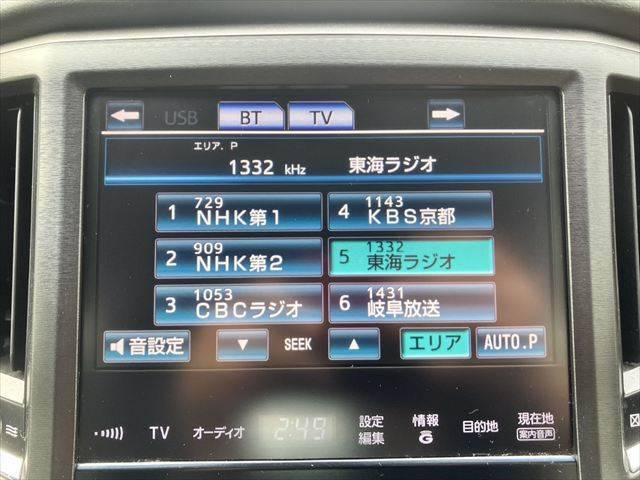 USB BT TV
エリア.P
1332 kHz 東海ラジオ
1 729 NHK第1
4 1143 KBS京都
2 909 NHK第2
5 1332 東海ラジオ
3 1053 CBCラジオ
6 1431 岐阜放送
音設定 SEEK エリア AUTO.P
TV オーディオ 2:49 設定 編集 情報 G 目的地 現在地 案内音声